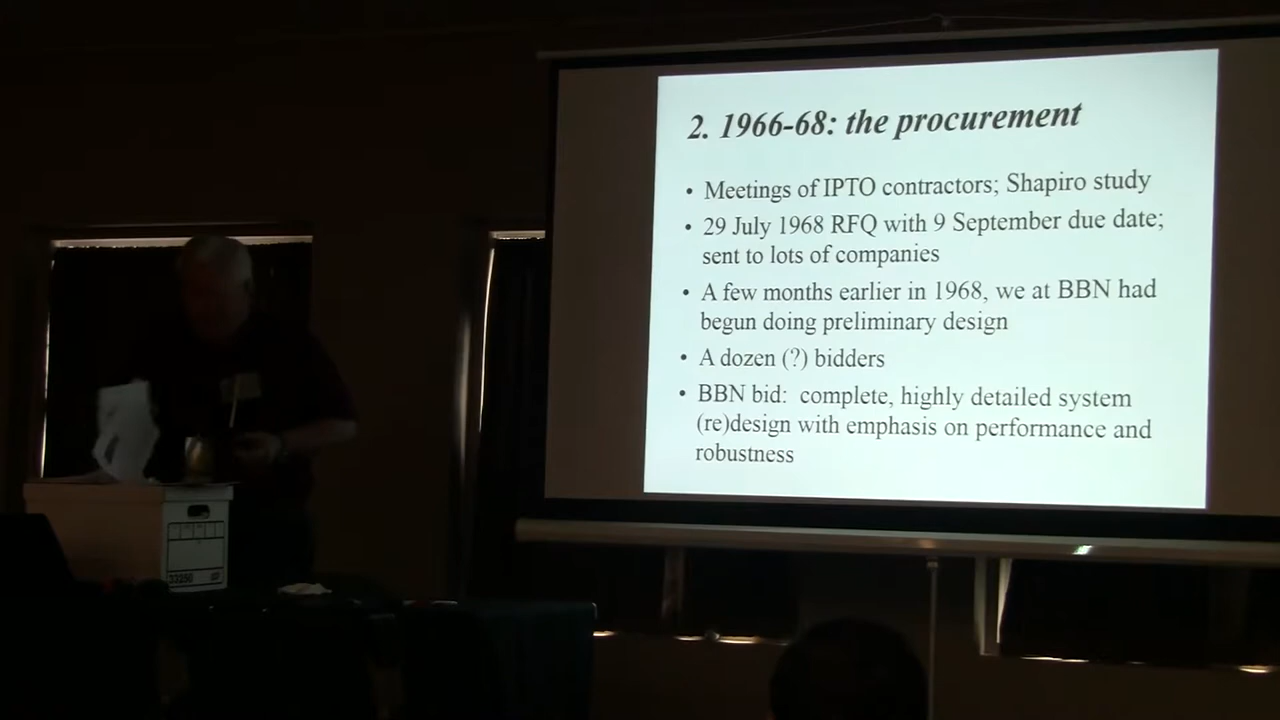 2. 1966-68: the procurement
• Meetings of IPTO contractors; Shapiro study
• 29 July 1968 RFQ with 9 September due date;
sent to lots of companies
• A few months earlier in 1968, we at BBN had
begun doing preliminary design
• A dozen (?) bidders
• BBN bid: complete, highly detailed system
(re)design with emphasis on performance and
robustness